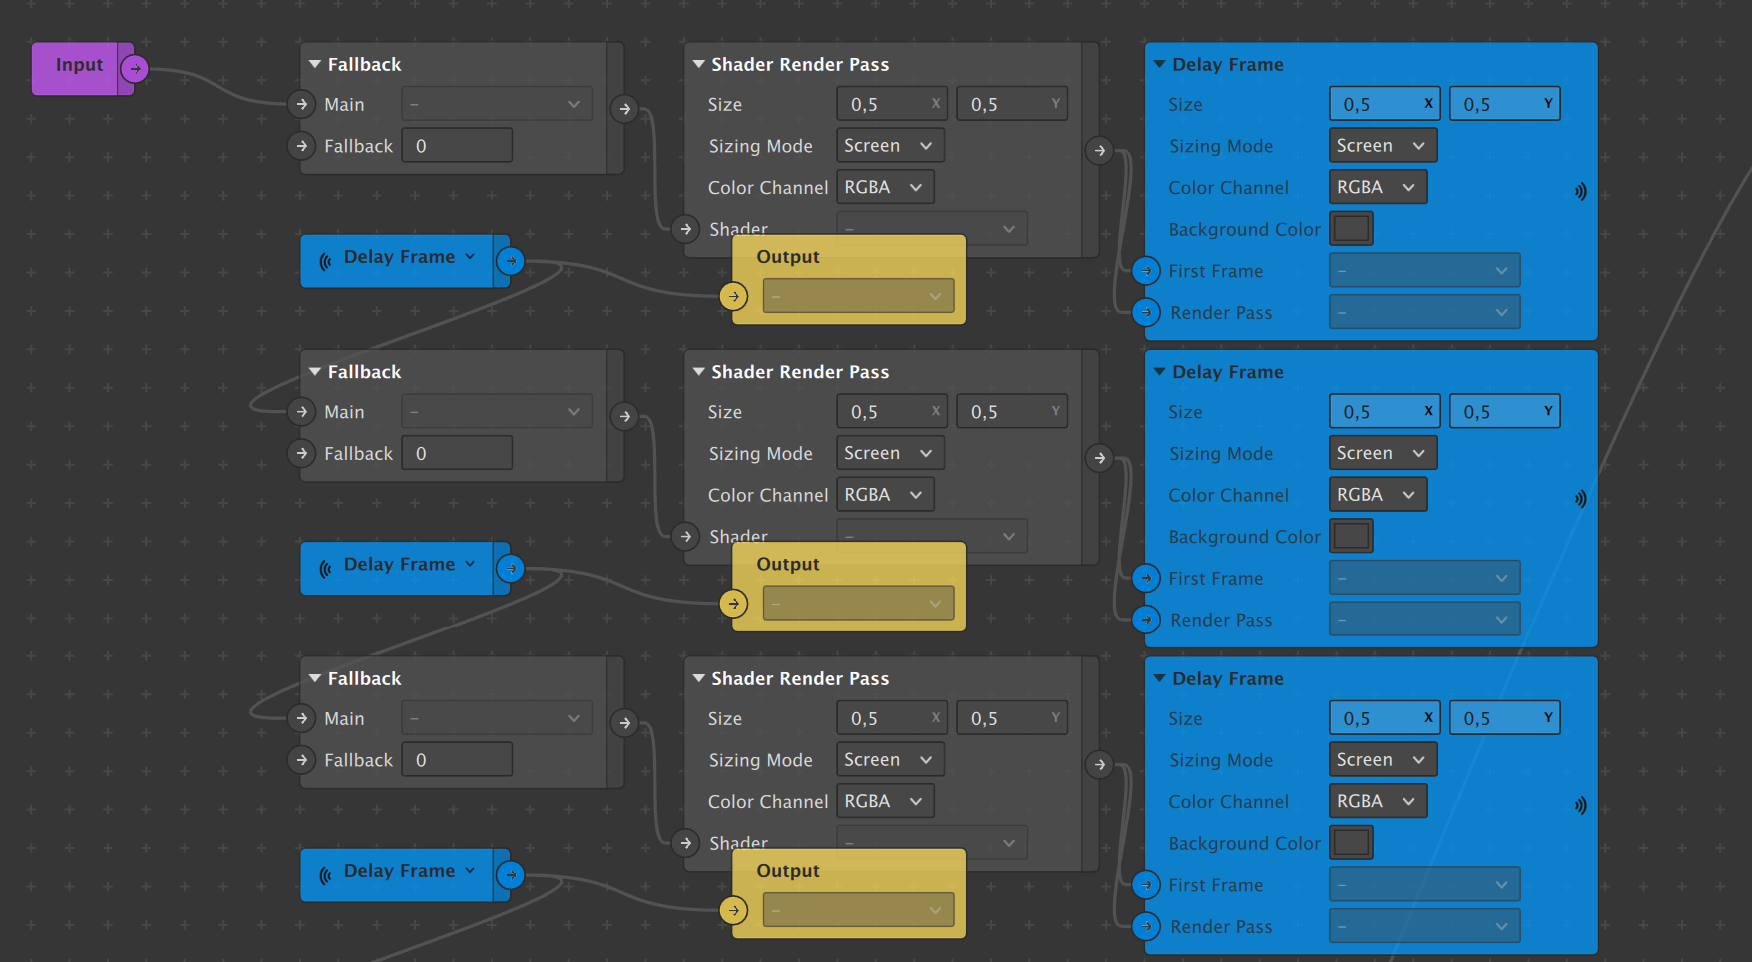 Input
Fallback
Main –
Fallback 0
Shader Render Pass
Size 0,5 X 0,5 Y
Sizing Mode Screen
Color Channel RGBA
Shader –
Delay Frame
Size 0,5 X 0,5 Y
Sizing Mode Screen
Color Channel RGBA
Background Color
First Frame –
Render Pass –
Delay Frame
Output
–
Fallback
Main –
Fallback 0
Shader Render Pass
Size 0,5 X 0,5 Y
Sizing Mode Screen
Color Channel RGBA
Shader –
Delay Frame
Size 0,5 X 0,5 Y
Sizing Mode Screen
Color Channel RGBA
Background Color
First Frame –
Render Pass –
Delay Frame
Output
–
Fallback
Main –
Fallback 0
Shader Render Pass
Size 0,5 X 0,5 Y
Sizing Mode Screen
Color Channel RGBA
Shader –
Delay Frame
Size 0,5 X 0,5 Y
Sizing Mode Screen
Color Channel RGBA
Background Color
First Frame –
Render Pass –
Delay Frame
Output
–